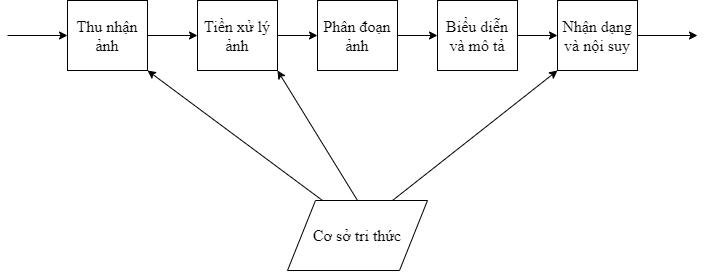 Thu nhận
ảnh
Tiền xử lý
ảnh
Phân đoạn
ảnh
Biểu diễn
và mô tả
Nhận dạng
và nội suy
Cơ sở tri thức